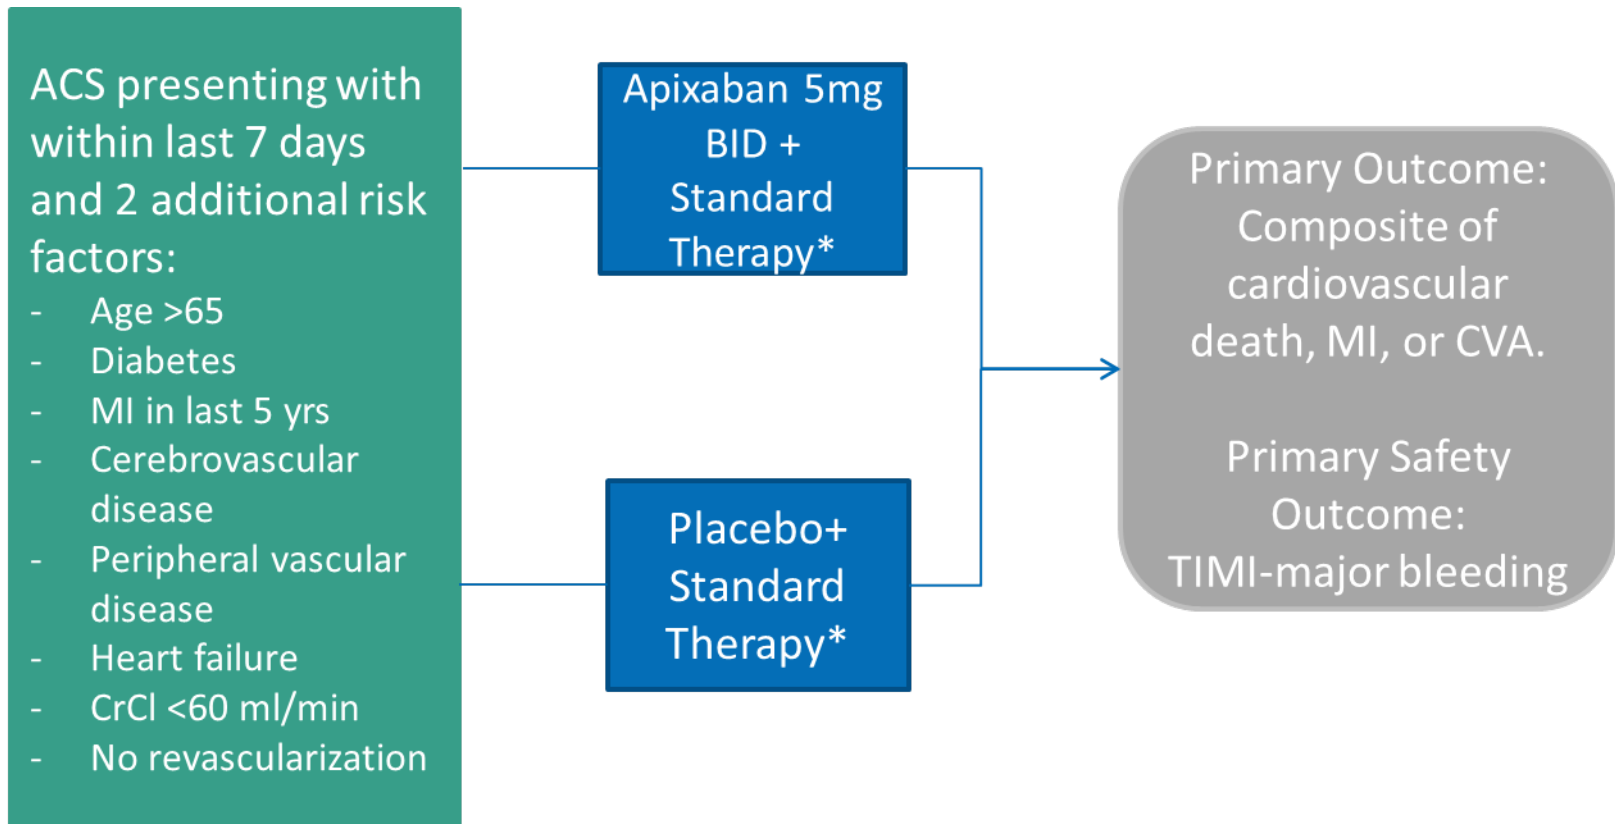 ACS presenting with
within last 7 days
and 2 additional risk
factors:
- Age >65
- Diabetes
- MI in last 5 yrs
- Cerebrovascular
disease
- Peripheral vascular
disease
- Heart failure
- CrCl <60 ml/min
- No revascularization
Apixaban 5mg
BID +
Standard
Therapy*
Placebo+
Standard
Therapy*
Primary Outcome:
Composite of
cardiovascular
death, MI, or CVA.
Primary Safety
Outcome:
TIMI-major bleeding